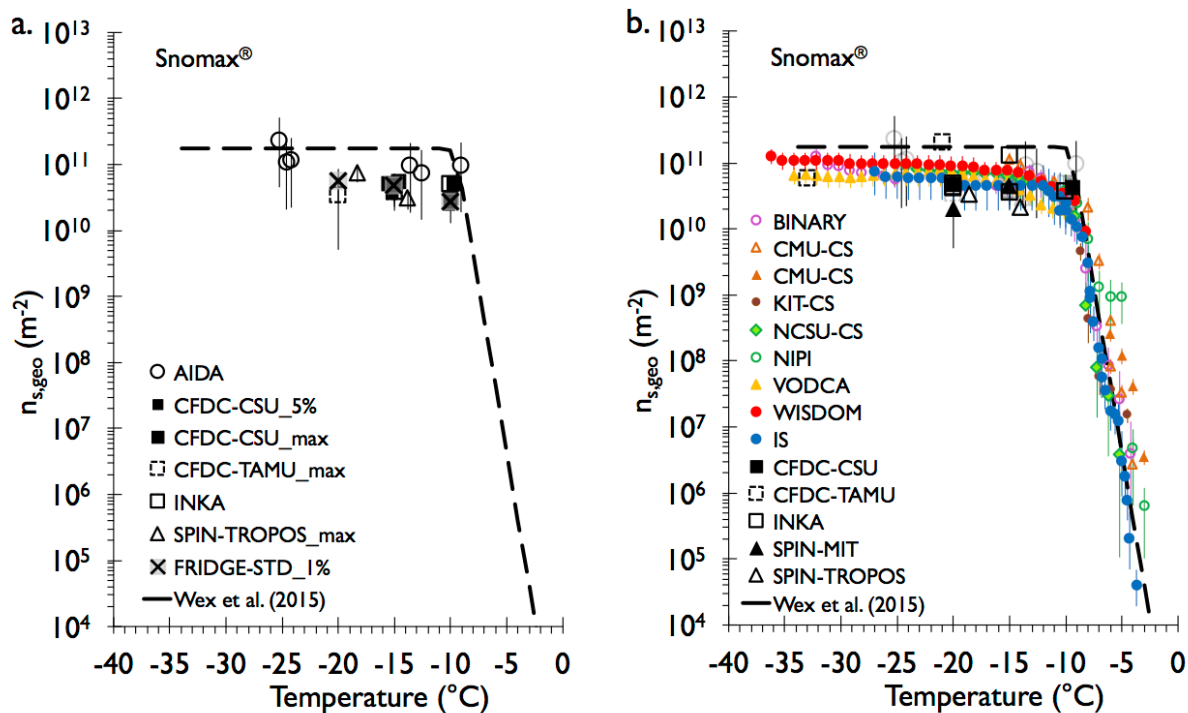 a.
Snomax®
10^13
10^12
10^11
10^10
10^9
10^8
10^7
10^6
10^5
10^4
n_s,geo (m^-2)
AIDA
CFDC-CSU_5%
CFDC-CSU_max
CFDC-TAMU_max
INKA
SPIN-TROPOS_max
FRIDGE-STD_1%
Wex et al. (2015)
-40 -35 -30 -25 -20 -15 -10 -5 0
Temperature (°C)
b.
Snomax®
10^13
10^12
10^11
10^10
10^9
10^8
10^7
10^6
10^5
10^4
n_s,geo (m^-2)
BINARY
CMU-CS
CMU-CS
KIT-CS
NCSU-CS
NIPI
VODCA
WISDOM
IS
CFDC-CSU
CFDC-TAMU
INKA
SPIN-MIT
SPIN-TROPOS
Wex et al. (2015)
-40 -35 -30 -25 -20 -15 -10 -5 0
Temperature (°C)